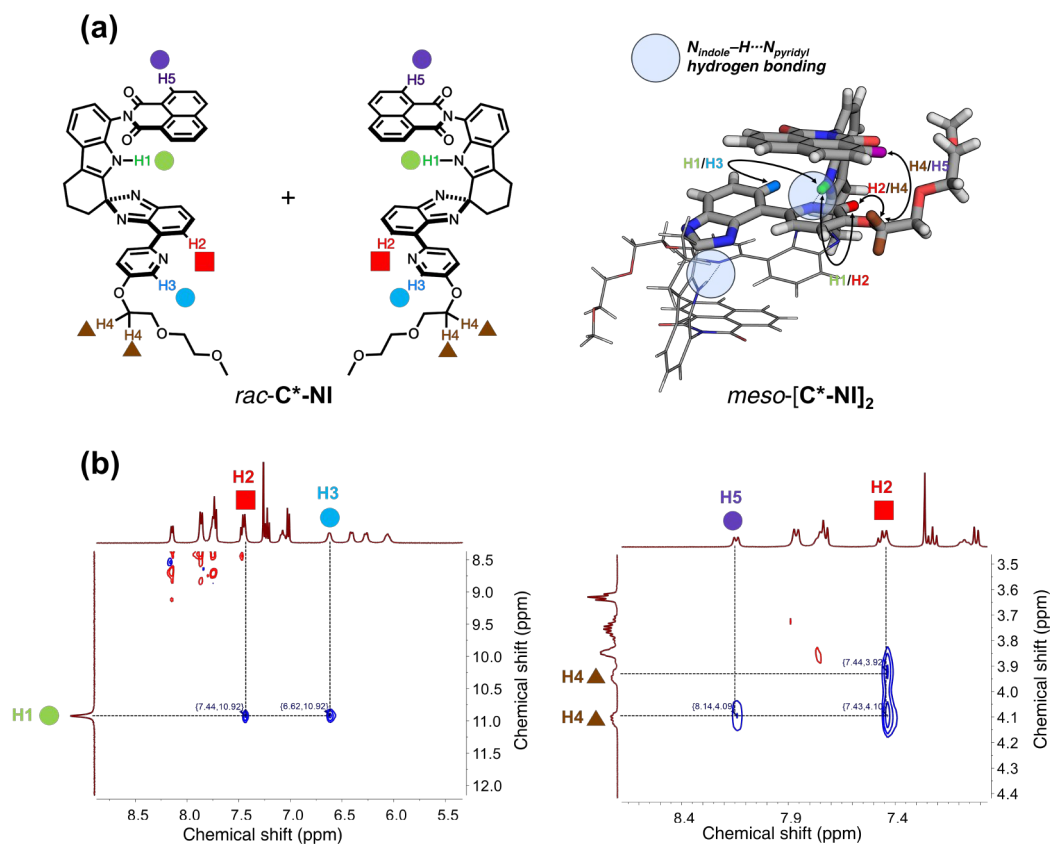 (a)
H5
O
N
O
N–H1
N
N
H2
N
H3
O
H4
H4
O
O
+
H5
O
N
O
H1–N
N
N
H2
N
H3
O
H4
H4
O
O
rac-C*-NI
Nindole–H···Npyridyl
hydrogen bonding
H1/H3
H4/H5
H2/H4
H1/H2
meso-[C*-NI]2
(b)
H2
H3
H1
{7.44,10.92}
{6.62,10.92}
8.5
9.0
9.5
10.0
10.5
11.0
11.5
12.0
Chemical shift (ppm)
8.5
8.0
7.5
7.0
6.5
6.0
5.5
Chemical shift (ppm)
H5
H2
H4
H4
{7.44,3.92}
{8.14,4.09}
{7.43,4.10}
3.5
3.6
3.7
3.8
3.9
4.0
4.1
4.2
4.3
4.4
Chemical shift (ppm)
8.4
7.9
7.4
Chemical shift (ppm)